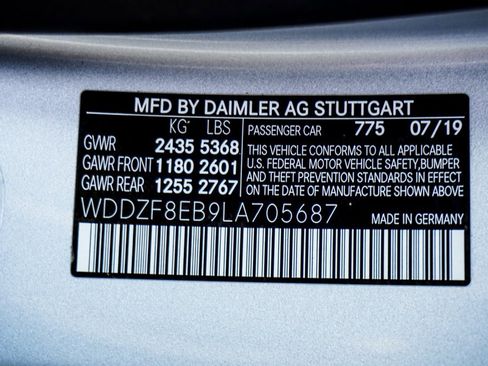 MFD BY DAIMLER AG STUTTGART
KG LBS
GVWR 2435 5368
GAWR FRONT 1180 2601
GAWR REAR 1255 2767
PASSENGER CAR 775 07/19
THIS VEHICLE CONFORMS TO ALL APPLICABLE
U.S. FEDERAL MOTOR VEHICLE SAFETY,BUMPER
AND THEFT PREVENTION STANDARDS IN EFFECT
ON THE DATE OF MANUFACTURE SHOWN ABOVE.
WDDZF8EB9LA705687
MADE IN GERMANY